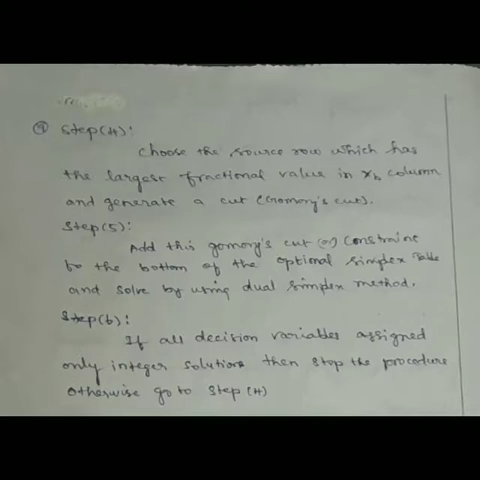 ④ Step(4):
Choose the source row which has
the largest fractional value in xb column
and generate a cut (Gomory's cut).
Step(5):
Add this gomory's cut (or) constraint
to the bottom of the optional simplex Table
and solve by using dual simplex method.
Step(6):
If all decision variables assigned
only integer solutions then stop the procedure
otherwise go to step (4)